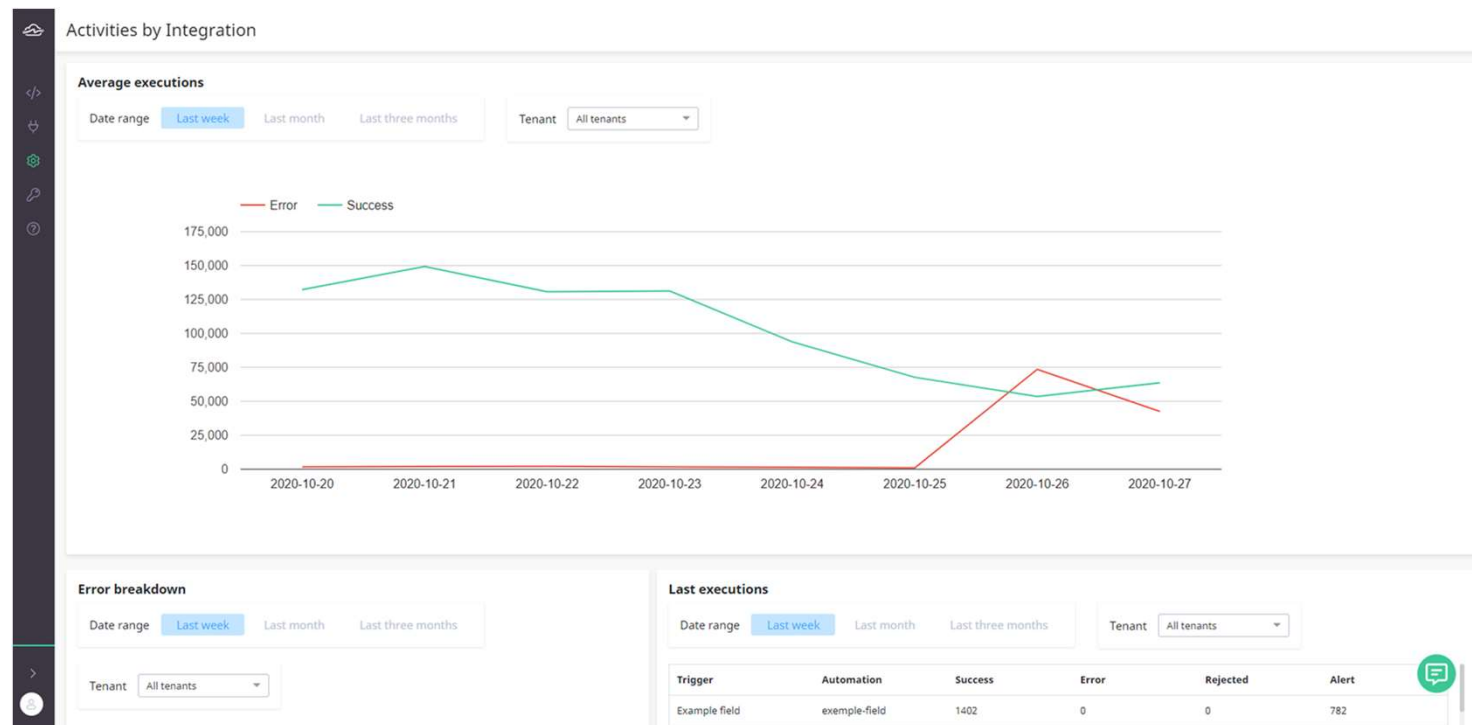 Activities by Integration
Average executions
Date range Last week Last month Last three months Tenant All tenants
Error Success
175,000
150,000
125,000
100,000
75,000
50,000
25,000
0
2020-10-20 2020-10-21 2020-10-22 2020-10-23 2020-10-24 2020-10-25 2020-10-26 2020-10-27
Error breakdown
Date range Last week Last month Last three months
Tenant All tenants
Last executions
Date range Last week Last month Last three months Tenant All tenants
Trigger Automation Success Error Rejected Alert
Example field exemple-field 1402 0 0 782